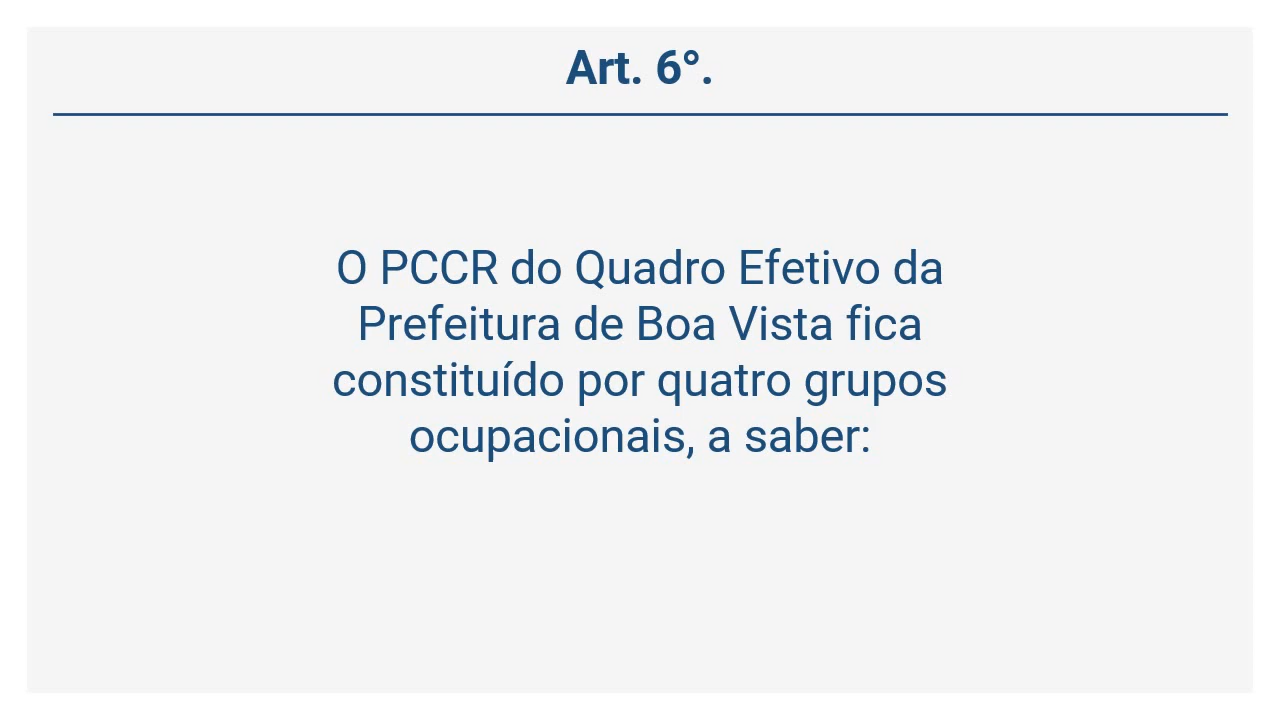 Art. 6°.
O PCCR do Quadro Efetivo da
Prefeitura de Boa Vista fica
constituído por quatro grupos
ocupacionais, a saber: